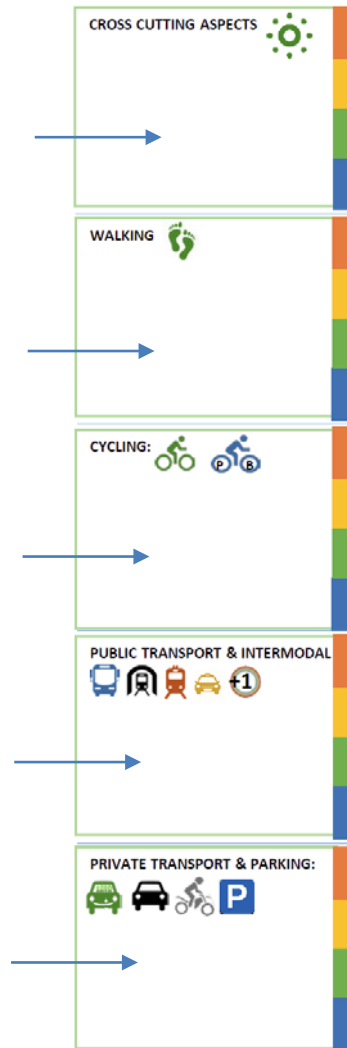 CROSS CUTTING ASPECTS
WALKING
CYCLING:
P B
PUBLIC TRANSPORT & INTERMODAL
+1
PRIVATE TRANSPORT & PARKING:
P